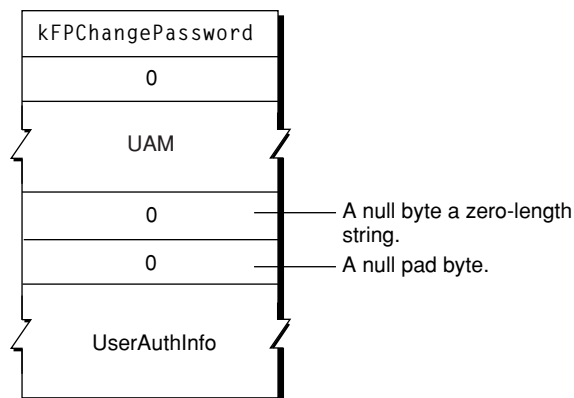 kFPChangePassword
0
UAM
0
A null byte a zero-length
string.
0
A null pad byte.
UserAuthInfo